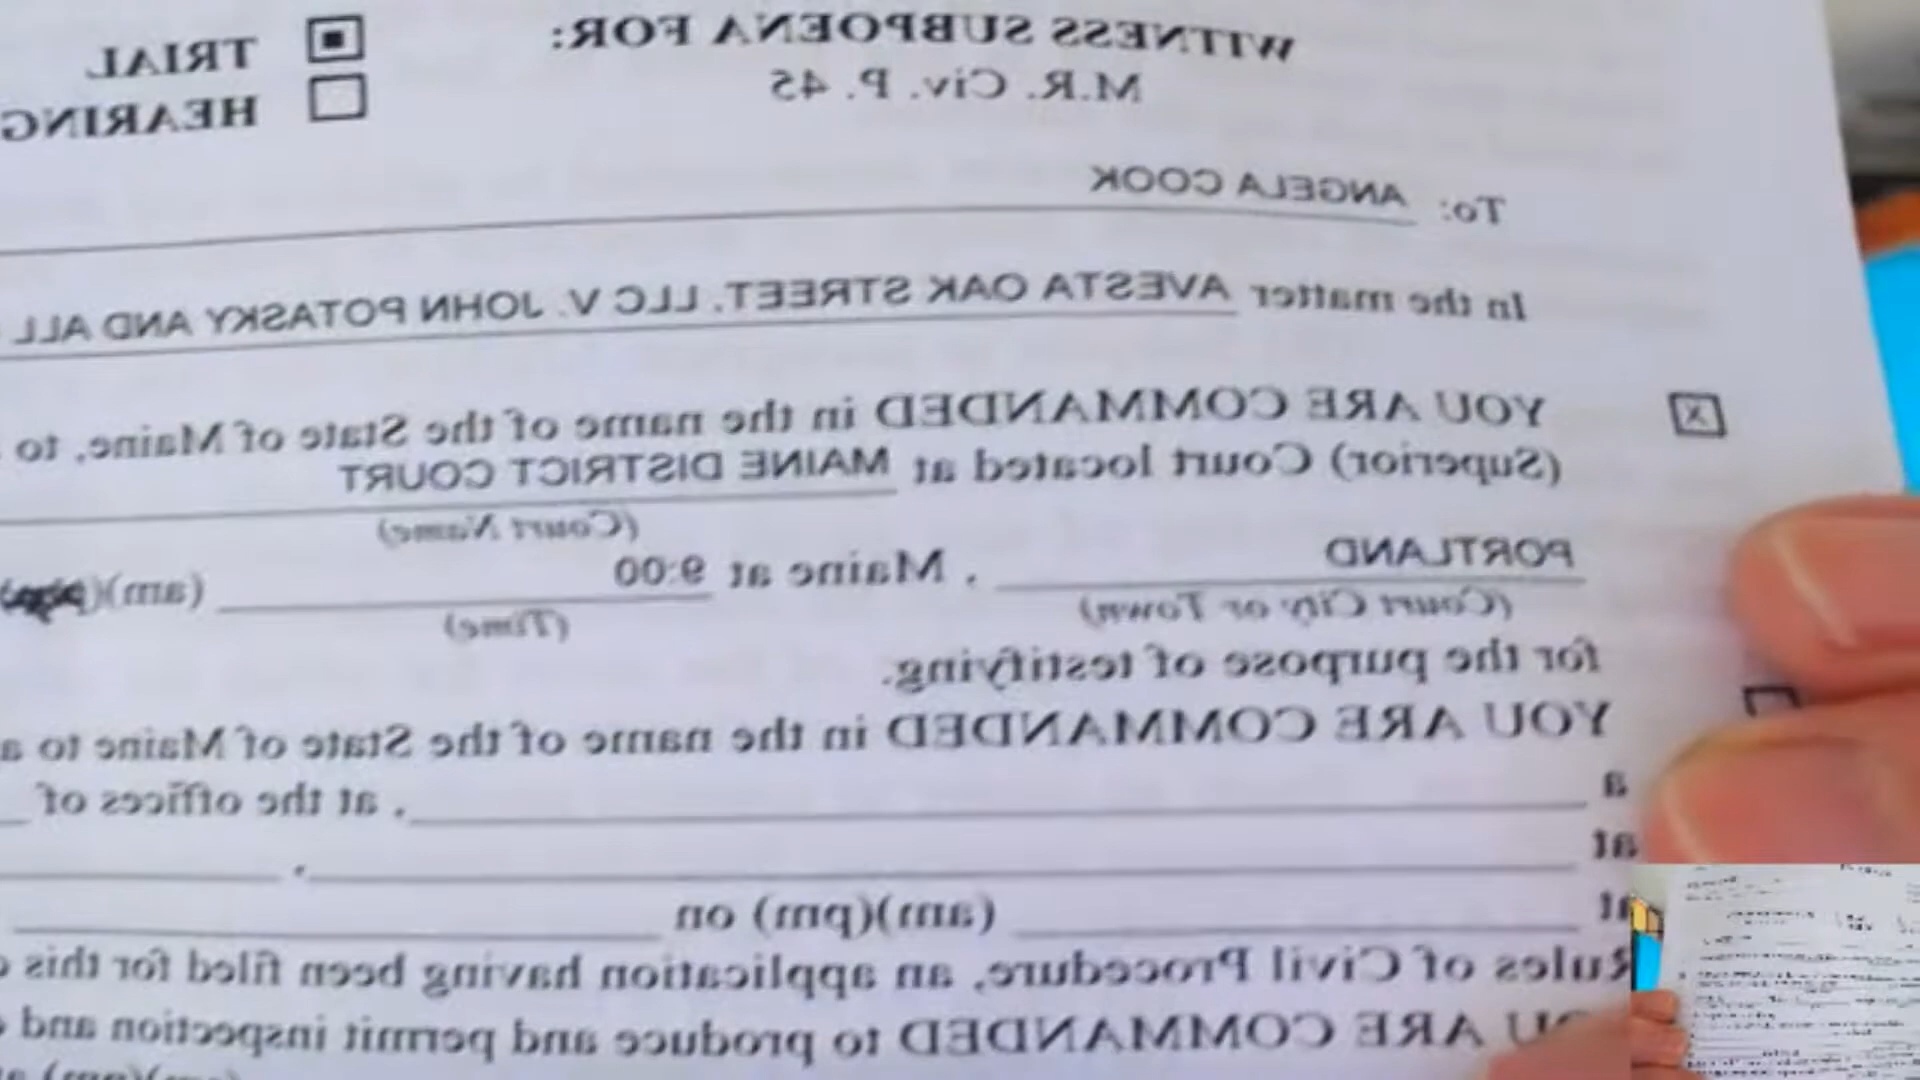 WITNESS SUBPOENA FOR:
TRIAL
M.R. Civ. P. 45
HEARING
To: ANGELA COOK
In the matter AVESTA OAK STREET, LLC V. JOHN POTASKY AND ALL
X YOU ARE COMMANDED in the name of the State of Maine, to
(Superior) Court located at MAINE DISTRICT COURT
(Court Name)
PORTLAND , Maine at 9:00 (am)
(Court City or Town) (Time)
for the purpose of testifying.
YOU ARE COMMANDED in the name of the State of Maine to a
a , at the offices of
at ,
at (am)(pm) on
Rules of Civil Procedure, an application having been filed for this
YOU ARE COMMANDED to produce and permit inspection and